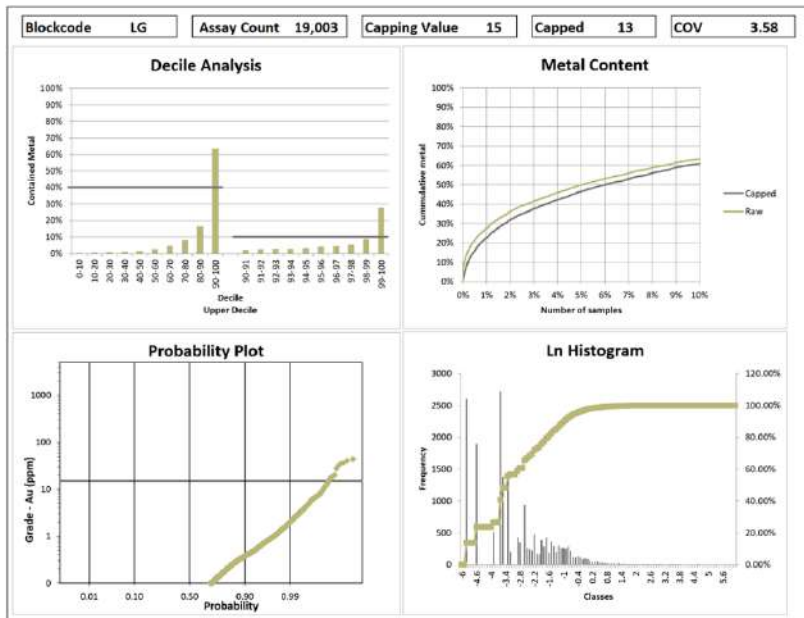 Blockcode LG Assay Count 19,003 Capping Value 15 Capped 13 COV 3.58
Decile Analysis
100%
90%
80%
70%
60%
50%
40%
30%
20%
10%
0%
Contained Metal
0-10 10-20 20-30 30-40 40-50 50-60 60-70 70-80 80-90 90-100 90-91 91-92 92-93 93-94 94-95 95-96 96-97 97-98 98-99 99-100
Decile
Upper Decile
Metal Content
100%
90%
80%
70%
60%
50%
40%
30%
20%
10%
0%
Cummulative metal
0% 1% 2% 3% 4% 5% 6% 7% 8% 9% 10%
Number of samples
Capped
Raw
Probability Plot
1000
100
10
1
0
Grade - Au (ppm)
0.01 0.10 0.50 0.90 0.99
Probability
Ln Histogram
3000
2500
2000
1500
1000
500
0
Frequency
120.00%
100.00%
80.00%
60.00%
40.00%
20.00%
0.00%
-6 -4.6 -4 -3.4 -2.8 -2.2 -1.6 -1 -0.4 0.2 0.8 1.4 2 2.6 3.2 3.8 4.4 5 5.6
Classes